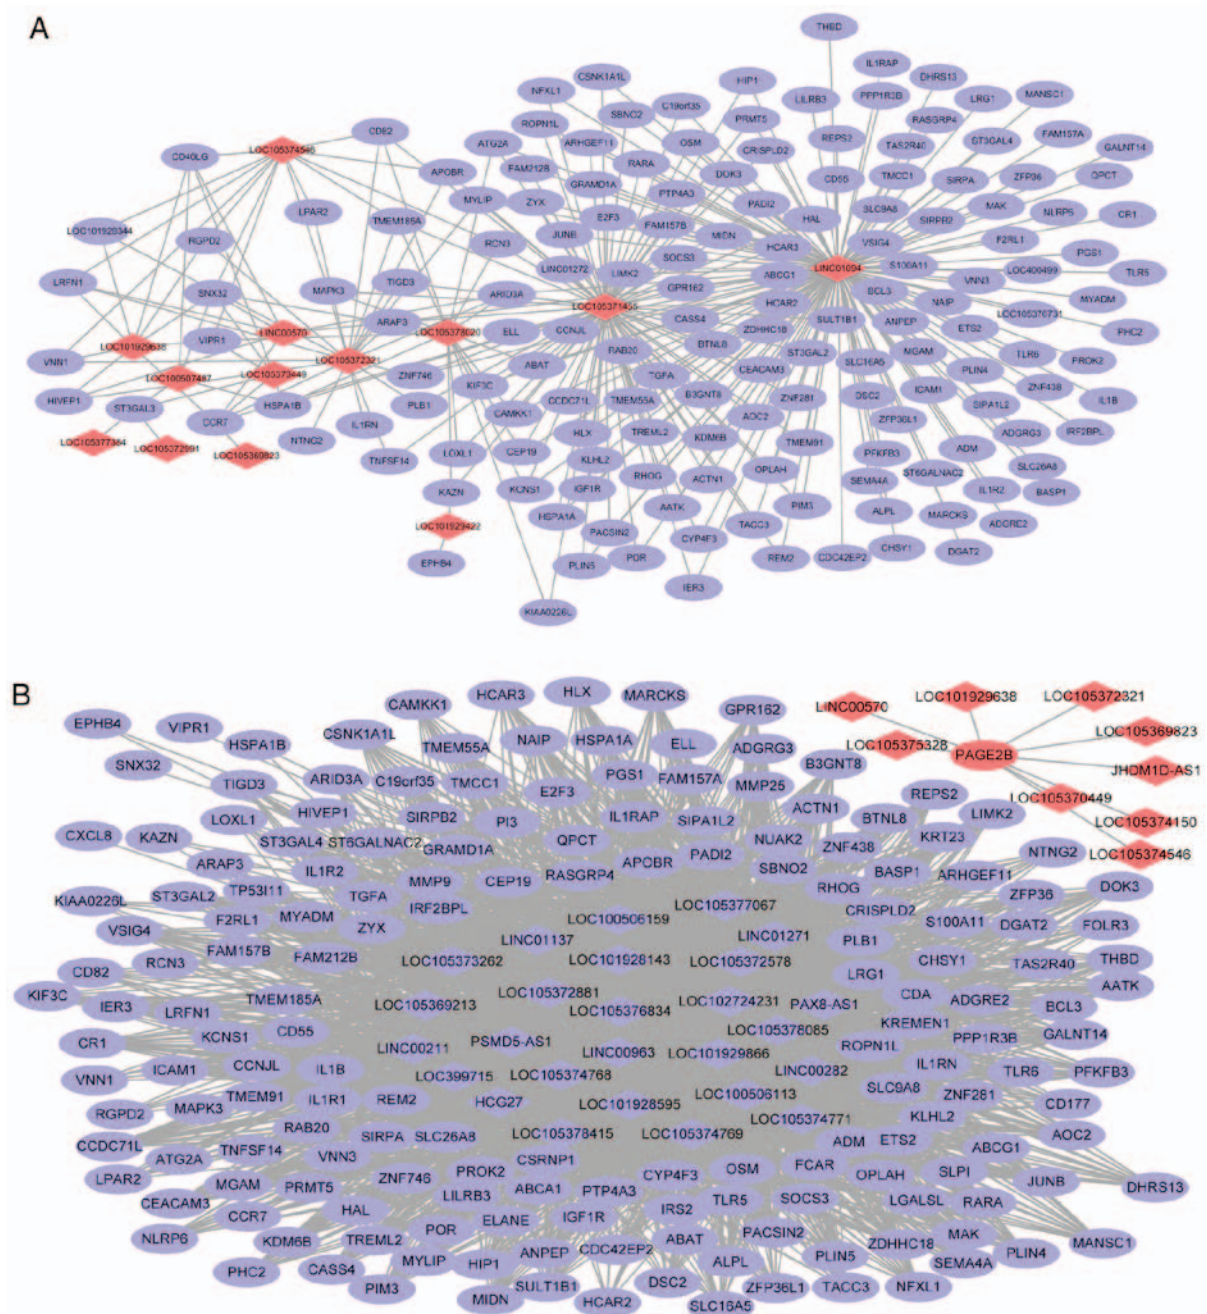 A
THBD
IL1RAP
CSNK1A1L
HIP1
DHRS13
NFXL1
LILRB3
PPP1R3B
LRG1
MANSC1
C19orf35
SBNO2
PRMT5
RASGRP4
ROPN1L
REPS2
CD82
ATG2A
ARHGEF11
OSM
CRISPLD2
TAS2R40
ST3GAL4
FAM157A
GALNT14
LOC105374546
CD40LG
APOBR
FAM212B
RARA
DOK3
CD55
TMCC1
SIRPA
ZFP36
QPCT
GRAMD1A
PTP4A3
MYLIP
ZYX
PADI2
SLC9A8
MAK
NLRP5
CR1
LPAR2
TMEM185A
E2F3
FAM157B
HAL
SIRPB2
LOC101928344
JUNB
MIDN
F2RL1
RGPD2
RCN3
HCAR3
VSIG4
PGS1
SOCS3
LINC01272
LIMK2
ABCG1
LINC01094
S100A11
LOC400499
TLR5
LRFN1
SNX32
MAPK3
TIGD3
ARID3A
GPR162
VNN3
BCL3
NAIP
MYADM
LOC105371455
HCAR2
LOC105376731
ARAP3
CASS4
SULT1B1
ANPEP
PHC2
LINC00570
LOC105378020
ELL
CCNJL
ZDHHC18
ETS2
VIPR1
BTNL8
LOC101929638
RAB20
ST3GAL2
MGAM
TLR6
PROK2
VNN1
LOC105372321
ABAT
SLC16A5
PLIN4
LOC100507487
LOC105373449
ZNF746
TGFA
CEACAM3
KIF3C
ICAM1
ZNF438
IL1B
HIVEP1
HSPA1B
PLB1
CCDC71L
TMEM55A
B3GNT8
ZNF281
DSC2
SIPA1L2
ST3GAL3
CCR7
CAMKK1
AOC2
ZFP36L1
IRF2BPL
IL1RN
HLX
TREML2
KDM6B
TMEM91
ADM
ADGRG3
LOC105377384
LOC105372991
LOC105369823
NTNG2
TNFSF14
LOXL1
CEP19
KLHL2
RHOG
OPLAH
PFKFB3
ST6GALNAC2
SLC26A8
KAZN
KCNS1
IGF1R
ACTN1
SEMA4A
IL1R2
BASP1
HSPA1A
AATK
PIM3
LOC101929422
PACSIN2
TACC3
ALPL
MARCKS
ADGRE2
EPHB4
PLIN5
POR
CYP4F3
REM2
CDC42EP2
CHSY1
DGAT2
IER3
KIAA0226L
B
HCAR3
HLX
MARCKS
LOC101929638
LOC105372321
CAMKK1
GPR162
LINC00570
EPHB4
VIPR1
CSNK1A1L
TMEM55A
NAIP
HSPA1A
ELL
ADGRG3
LOC105369823
SNX32
HSPA1B
LOC105375328
PAGE2B
TIGD3
ARID3A
C19orf35
TMCC1
PGS1
FAM157A
B3GNT8
JHDM1D-AS1
MMP25
E2F3
REPS2
LOC105370449
LOXL1
HIVEP1
SIRPB2
PI3
IL1RAP
SIPA1L2
ACTN1
BTNL8
LIMK2
LOC105374150
CXCL8
KAZN
ST3GAL4
ST6GALNAC2
QPCT
NUAK2
KRT23
GRAMD1A
APOBR
PADI2
ZNF438
LOC105374546
ARAP3
IL1R2
RASGRP4
SBNO2
BASP1
ARHGEF11
NTNG2
KIAA0226L
ST3GAL2
TP53I11
TGFA
MMP9
CEP19
RHOG
ZFP36
DOK3
F2RL1
MYADM
IRF2BPL
LOC105377067
CRISPLD2
S100A11
DGAT2
VSIG4
ZYX
LOC100506159
FOLR3
FAM157B
LINC01137
LINC01271
PLB1
RCN3
FAM212B
LOC105373262
LOC101928143
LOC105372578
CHSY1
TAS2R40
THBD
CD82
LRG1
AATK
KIF3C
TMEM185A
LOC105372881
IER3
LRFN1
LOC105369213
LOC102724231
PAX8-AS1
CDA
ADGRE2
BCL3
LOC105376834
CR1
KCNS1
CD55
LOC105378085
KREMEN1
PPP1R3B
GALNT14
LINC00211
PSMD5-AS1
LINC00963
LOC101929866
ROPN1L
ICAM1
CCNJL
IL1B
IL1RN
TLR6
PFKFB3
VNN1
LOC399715
LOC105374768
LINC00282
TMEM91
SLC9A8
ZNF281
RGPD2
MAPK3
IL1R1
REM2
HCG27
LOC101928595
LOC100506113
CD177
KLHL2
LOC105374771
RAB20
AOC2
CCDC71L
TNFSF14
SIRPA
SLC26A8
LOC105378415
LOC105374769
ADM
ETS2
ABCG1
ATG2A
VNN3
CSRNP1
LPAR2
MGAM
PRMT5
ZNF746
PROK2
CYP4F3
OSM
FCAR
OPLAH
SLPI
JUNB
DHRS13
LILRB3
ABCA1
PTP4A3
TLR5
SOCS3
LGALSL
RARA
CEACAM3
HAL
CCR7
IGF1R
IRS2
POR
ELANE
PACSIN2
MAK
MANSC1
NLRP6
KDM6B
TREML2
MYLIP
ANPEP
CDC42EP2
ABAT
ZDHHC18
HIP1
PLIN5
SEMA4A
PLIN4
PHC2
CASS4
PIM3
SULT1B1
DSC2
ALPL
ZFP36L1
TACC3
NFXL1
MIDN
HCAR2
SLC16A5